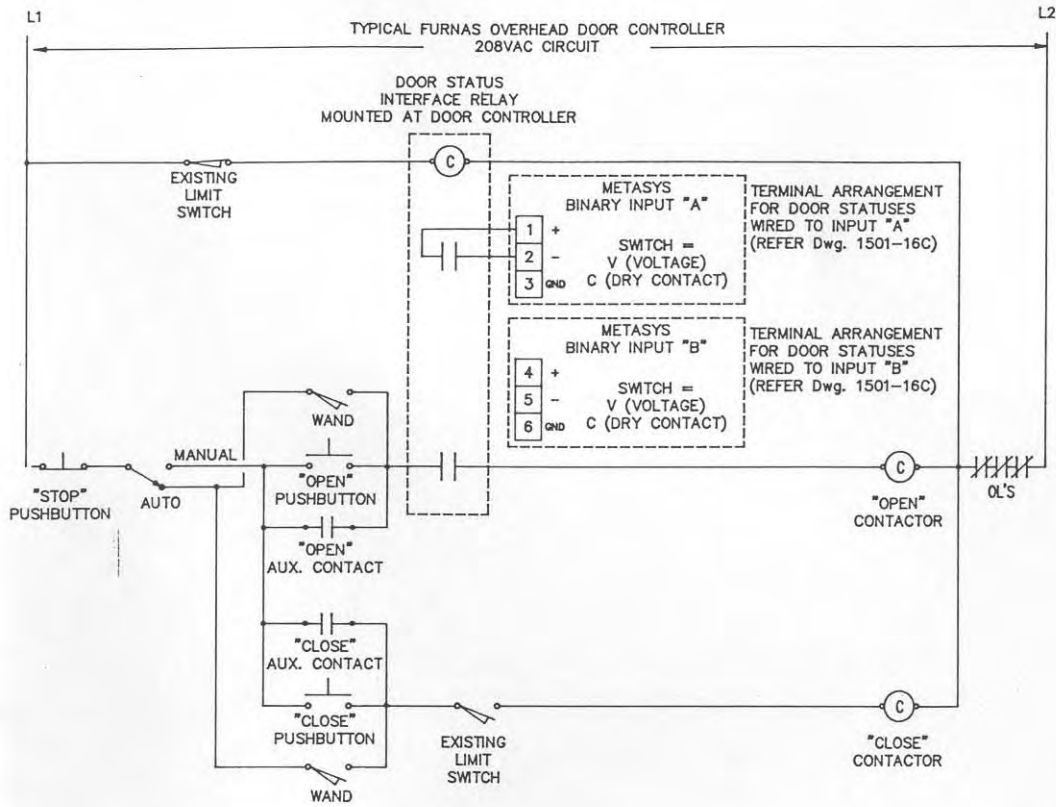 L1
L2
TYPICAL FURNAS OVERHEAD DOOR CONTROLLER
208VAC CIRCUIT
DOOR STATUS
INTERFACE RELAY
MOUNTED AT DOOR CONTROLLER
C
EXISTING
LIMIT
SWITCH
METASYS
BINARY INPUT "A"
1 +
2 -
3 GND
SWITCH =
V (VOLTAGE)
C (DRY CONTACT)
TERMINAL ARRANGEMENT
FOR DOOR STATUSES
WIRED TO INPUT "A"
(REFER Dwg. 1501-16C)
METASYS
BINARY INPUT "B"
4 +
5 -
6 GND
SWITCH =
V (VOLTAGE)
C (DRY CONTACT)
TERMINAL ARRANGEMENT
FOR DOOR STATUSES
WIRED TO INPUT "B"
(REFER Dwg. 1501-16C)
WAND
MANUAL
"STOP"
PUSHBUTTON
AUTO
"OPEN"
PUSHBUTTON
C
"OPEN"
CONTACTOR
OL'S
"OPEN"
AUX. CONTACT
"CLOSE"
AUX. CONTACT
"CLOSE"
PUSHBUTTON
EXISTING
LIMIT
SWITCH
C
"CLOSE"
CONTACTOR
WAND